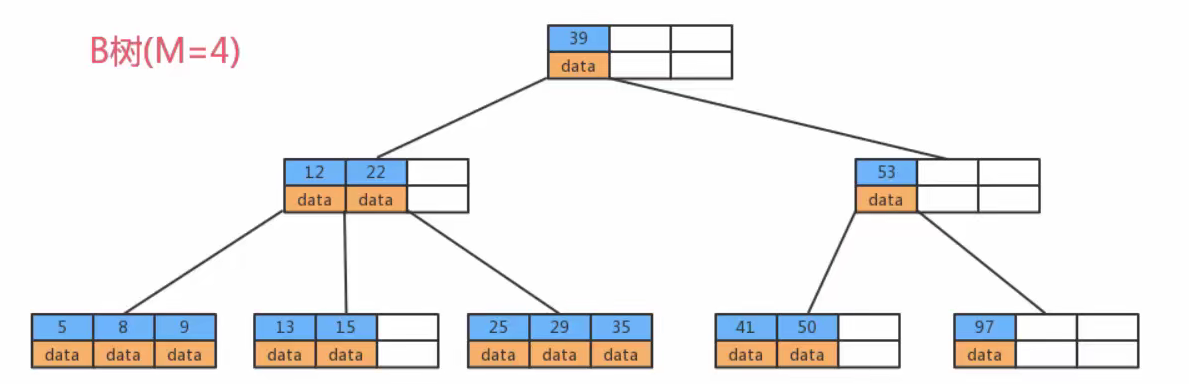 B树(M=4)
39
data
12 22
data data
53
data
5 8 9
data data data
13 15
data data
25 29 35
data data data
41 50
data data
97
data